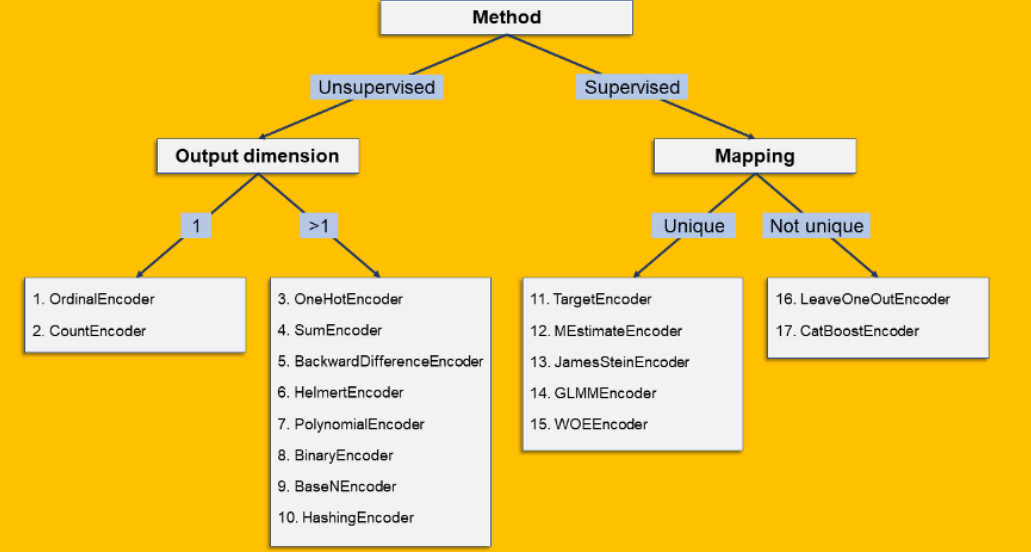 Method
Unsupervised
Supervised
Output dimension
Mapping
1
>1
Unique
Not unique
1. OrdinalEncoder
2. CountEncoder
3. OneHotEncoder
4. SumEncoder
5. BackwardDifferenceEncoder
6. HelmertEncoder
7. PolynomialEncoder
8. BinaryEncoder
9. BaseNEncoder
10. HashingEncoder
11. TargetEncoder
12. MEstimateEncoder
13. JamesSteinEncoder
14. GLMMEncoder
15. WOEEncoder
16. LeaveOneOutEncoder
17. CatBoostEncoder